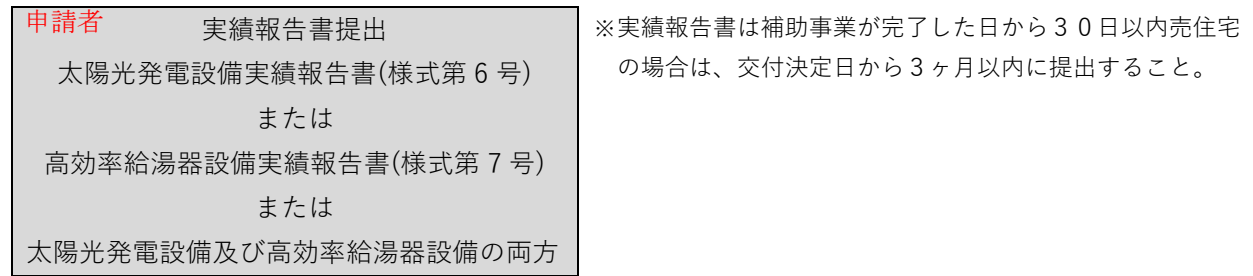 申請者
実績報告書提出
太陽光発電設備実績報告書(様式第6号)
または
高効率給湯器設備実績報告書(様式第7号)
または
太陽光発電設備及び高効率給湯器設備の両方
※実績報告書は補助事業が完了した日から３０日以内売住宅
の場合は、交付決定日から３ヶ月以内に提出すること。